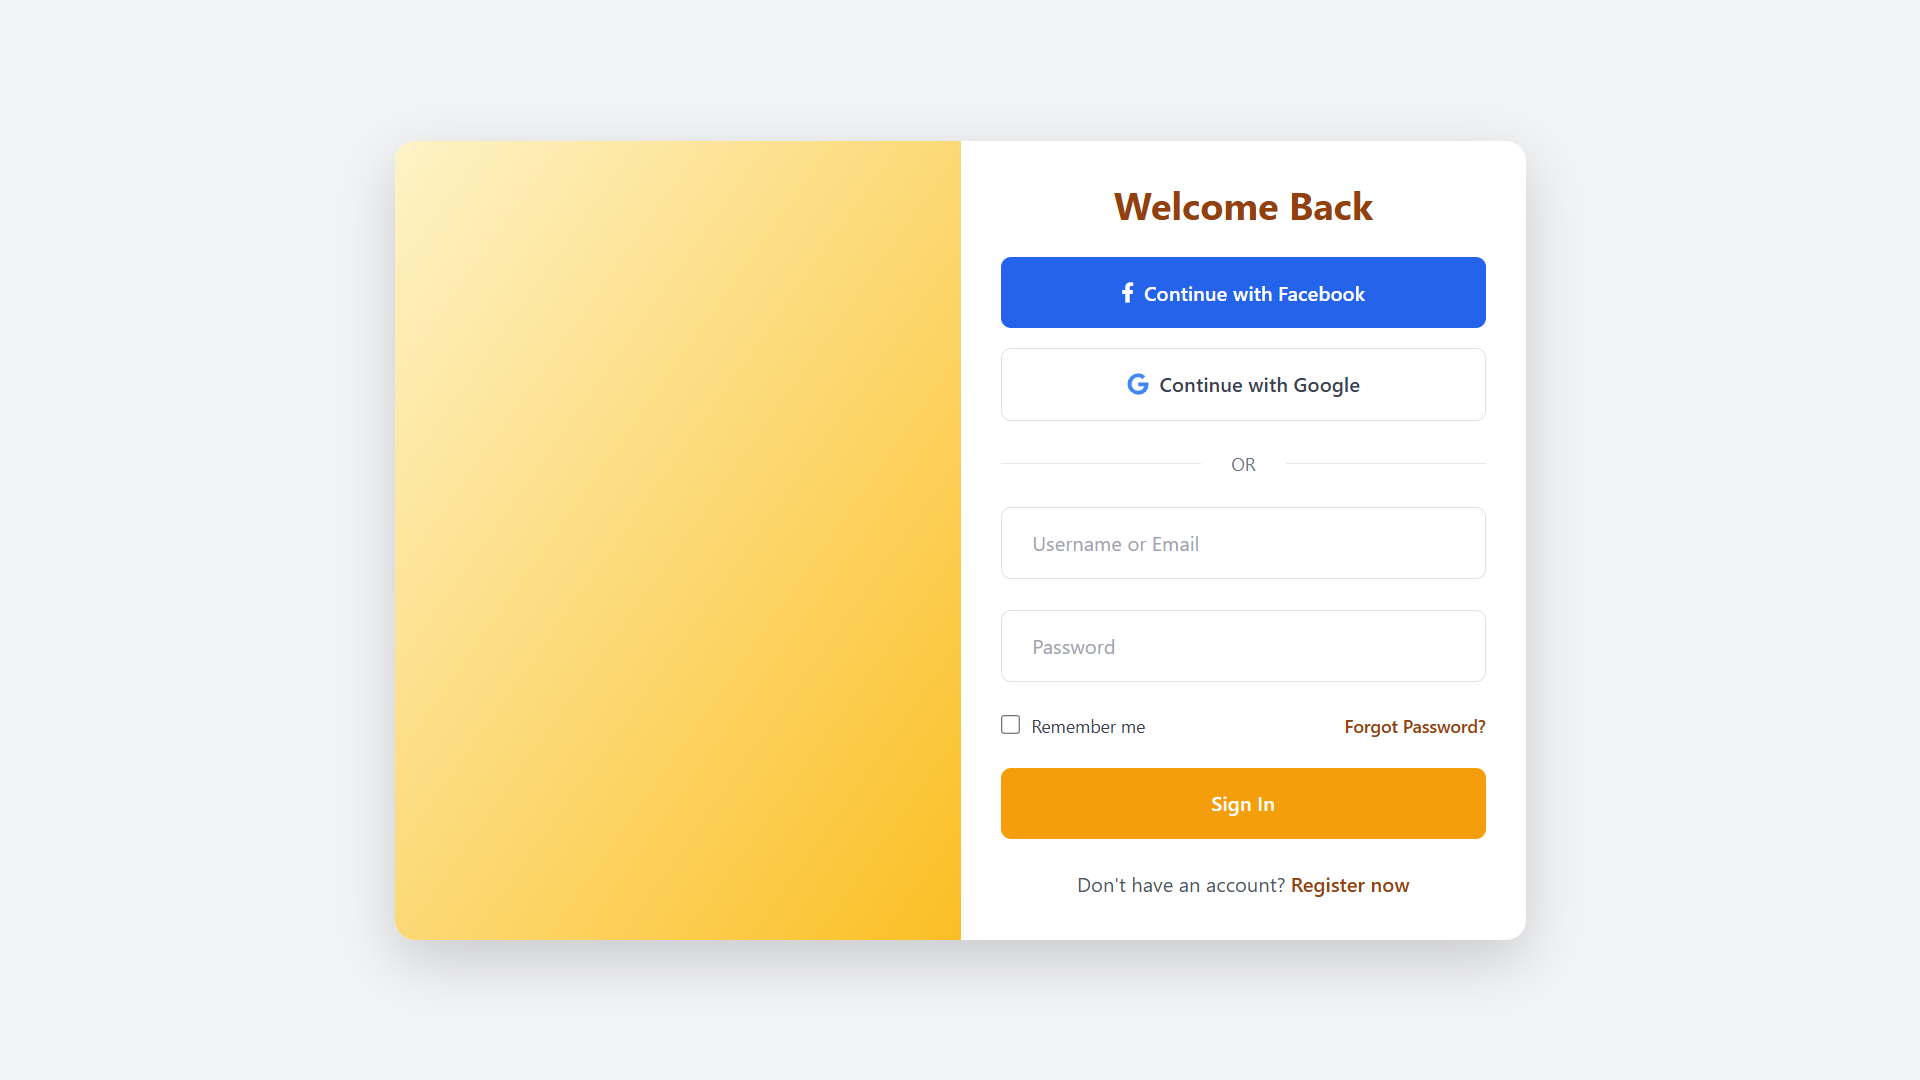 Welcome Back
Continue with Facebook
Continue with Google
OR
Username or Email
Password
Remember me
Forgot Password?
Sign In
Don't have an account? Register now